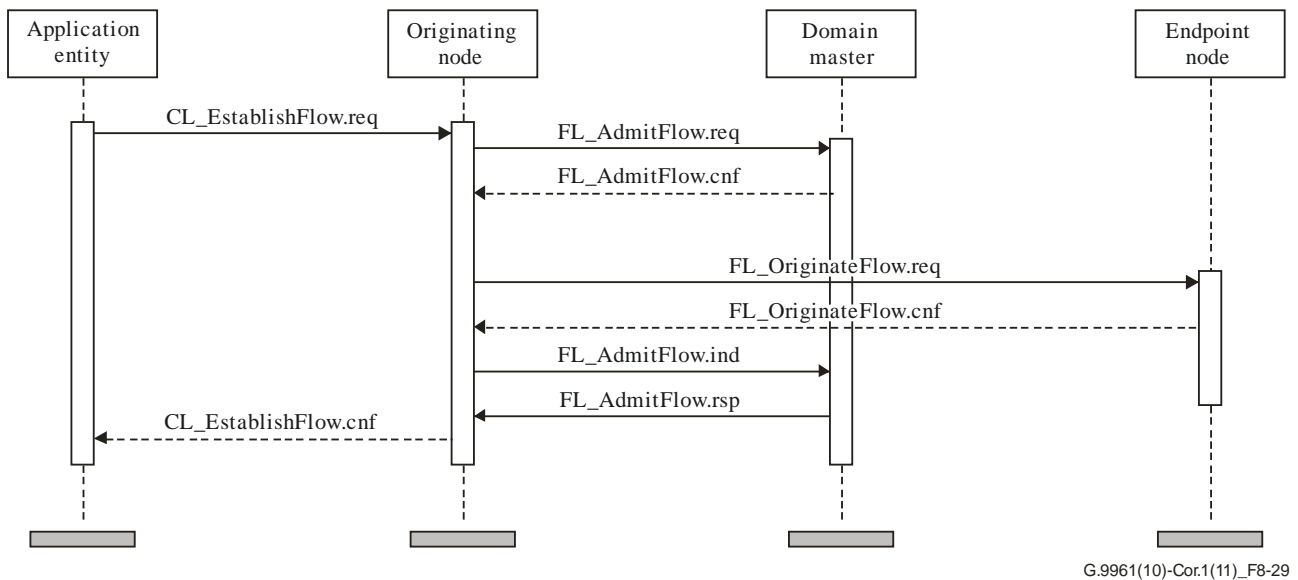 Application
entity
Originating
node
Domain
master
Endpoint
node
CL_EstablishFlow.req
FL_AdmitFlow.req
FL_AdmitFlow.cnf
FL_OriginateFlow.req
FL_OriginateFlow.cnf
FL_AdmitFlow.ind
FL_AdmitFlow.rsp
CL_EstablishFlow.cnf
G.9961(10)-Cor.1(11)_F8-29